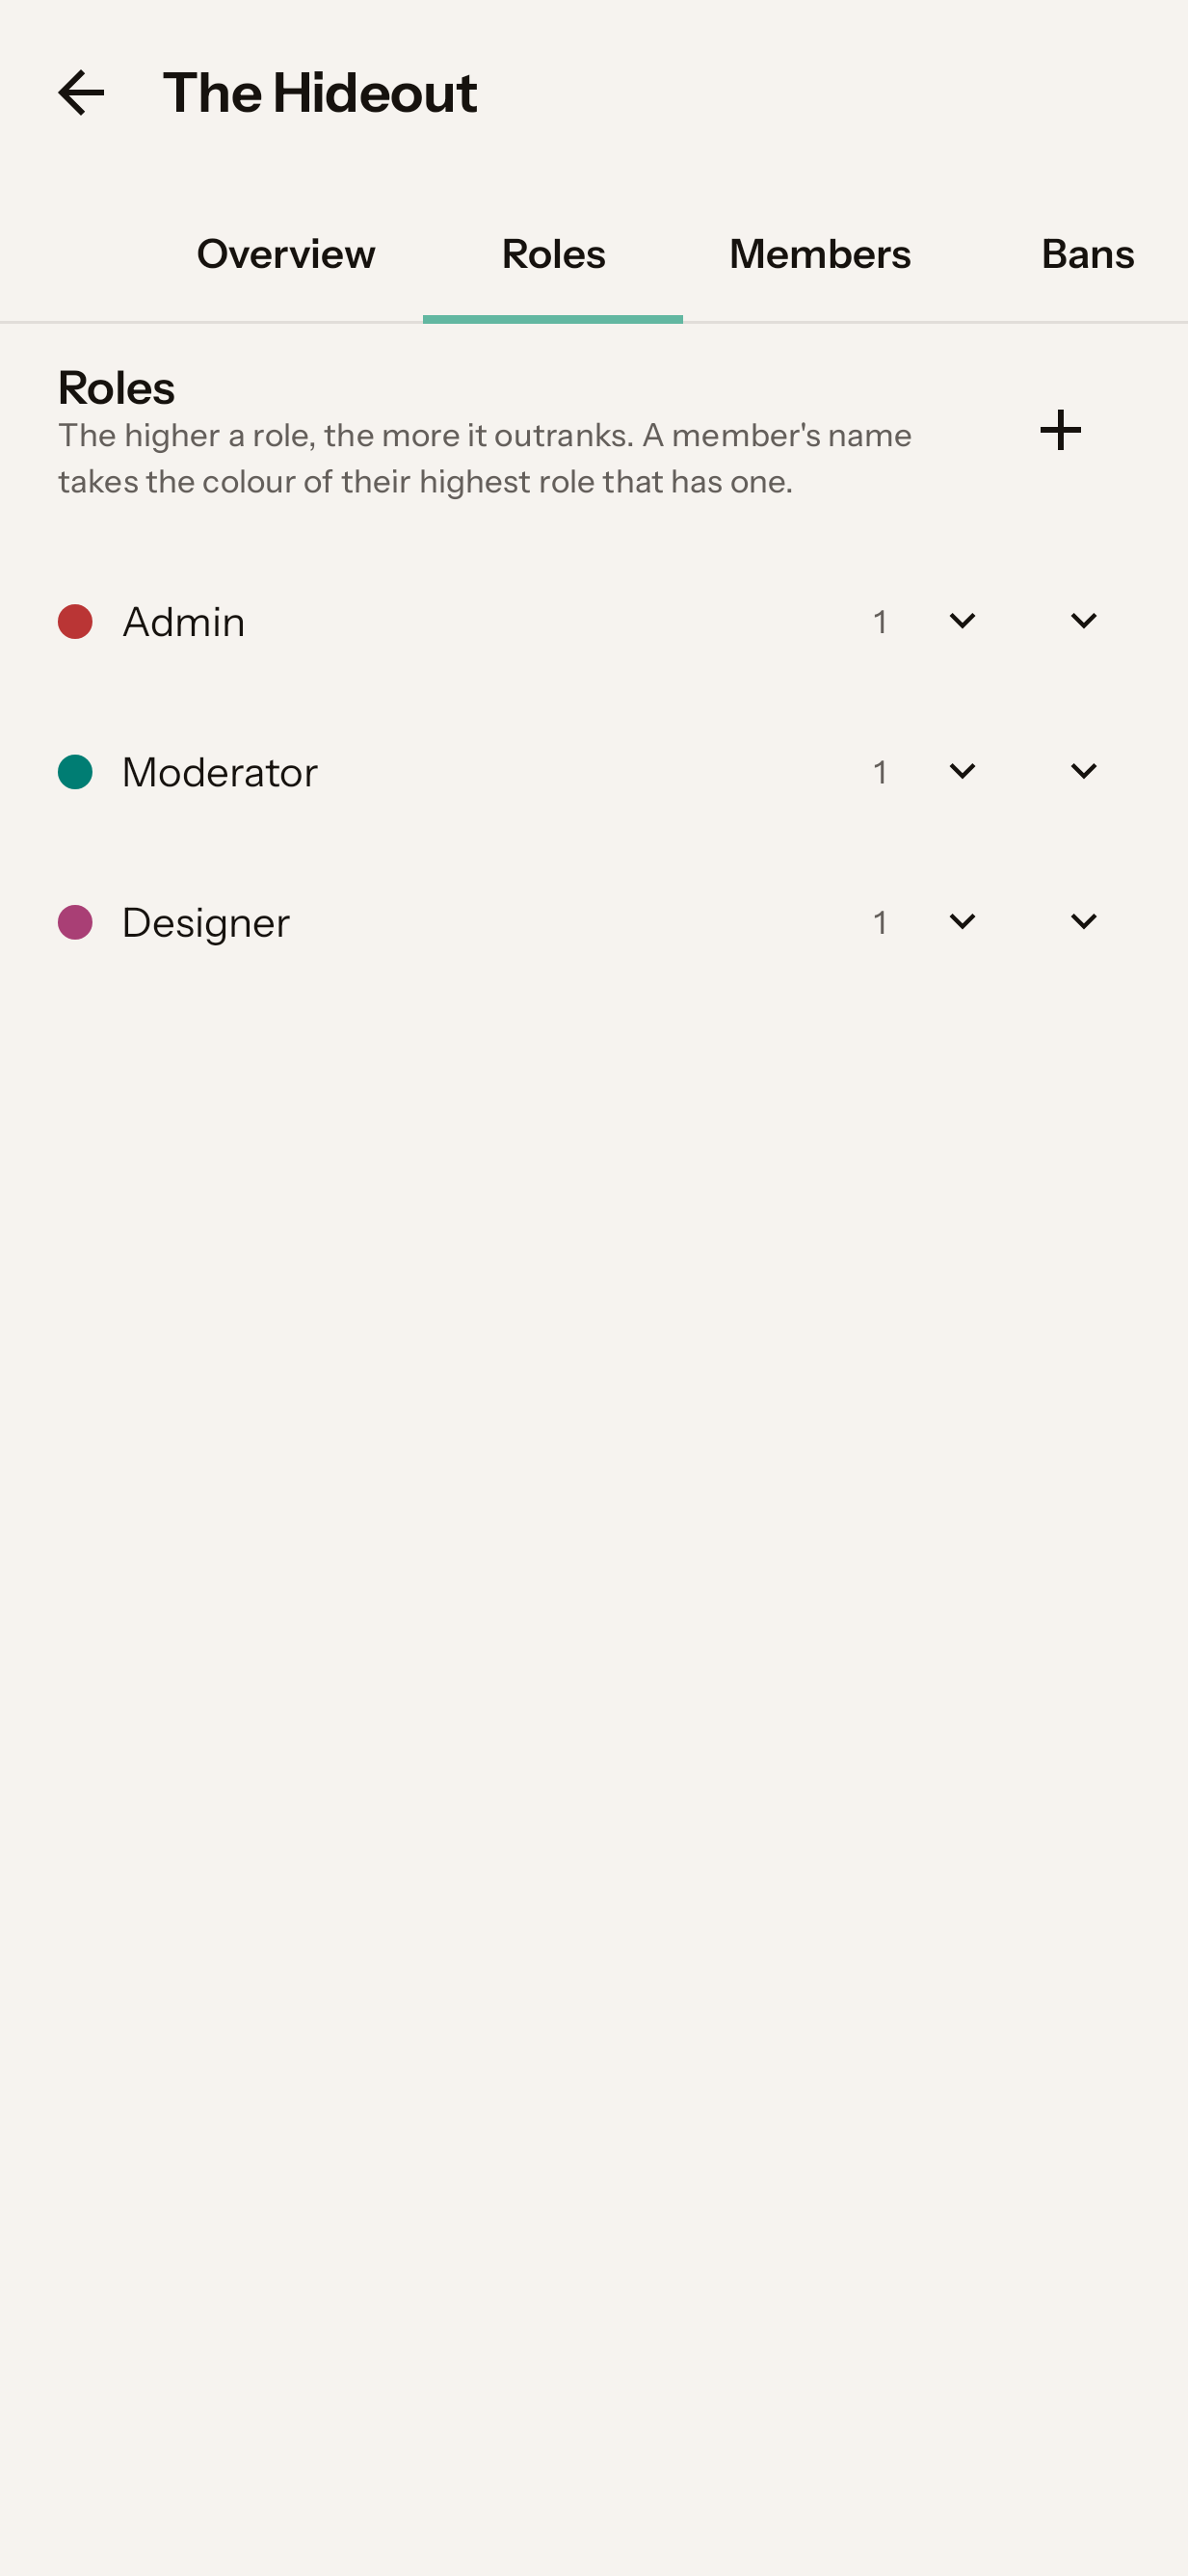 The Hideout
Overview Roles Members Bans
Roles
The higher a role, the more it outranks. A member's name
takes the colour of their highest role that has one.
Admin 1
Moderator 1
Designer 1